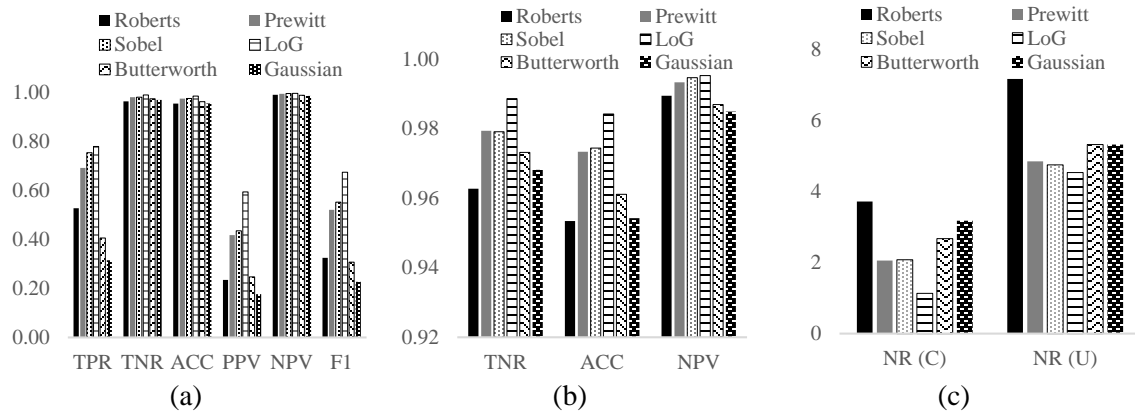 Roberts Prewitt
Sobel LoG
Butterworth Gaussian
1.00
0.80
0.60
0.40
0.20
0.00
TPR TNR ACC PPV NPV F1
(a)
Roberts Prewitt
Sobel LoG
Butterworth Gaussian
1.00
0.98
0.96
0.94
0.92
TNR ACC NPV
(b)
Roberts Prewitt
Sobel LoG
Butterworth Gaussian
8
6
4
2
0
NR (C) NR (U)
(c)